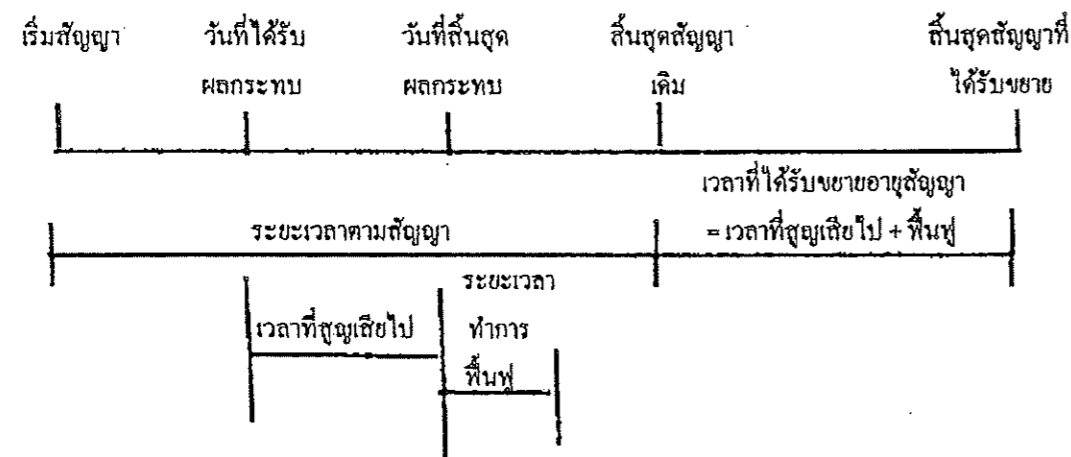 เริ่มสัญญา วันที่ได้รับ วันที่สิ้นสุด สิ้นสุดสัญญา สิ้นสุดสัญญาที่
ผลกระทบ ผลกระทบ เดิม ได้รับขยาย
เวลาที่ได้รับขยายอายุสัญญา
ระยะเวลาตามสัญญา = เวลาที่สูญเสียไป + ฟื้นฟู
ระยะเวลา
เวลาที่สูญเสียไป ทำการ
ฟื้นฟู